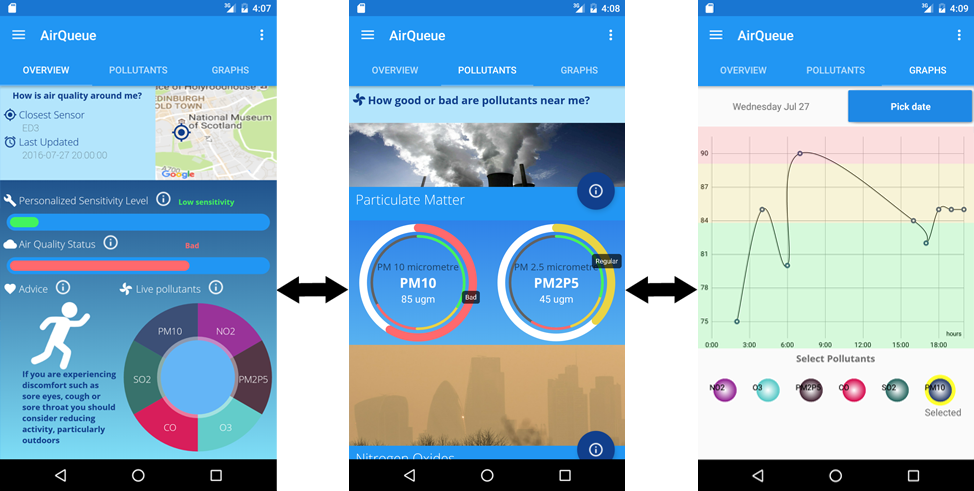 3G 4:07
AirQueue
OVERVIEW POLLUTANTS GRAPHS
How is air quality around me?
Closest Sensor
ED3
Last Updated
2016-07-27 20:00:00
ce of Holyroodhouse
EDINBURGH
OLD TOWN
National Museum
of Scotland
Google
Personalized Sensitivity Level
Low sensitivity
Air Quality Status
Bad
Advice
Live pollutants
If you are experiencing
discomfort such as
sore eyes, cough or
sore throat you should
consider reducing
activity, particularly
outdoors
PM10
NO2
SO2
PM2P5
CO
O3
3G 4:08
AirQueue
OVERVIEW POLLUTANTS GRAPHS
How good or bad are pollutants near me?
Particulate Matter
PM 10 micrometre
PM10
85 ugm
Bad
PM 2.5 micrometre
PM2P5
45 ugm
Regular
Nitrogen Oxides
3G 4:09
AirQueue
OVERVIEW POLLUTANTS GRAPHS
Wednesday Jul 27
Pick date
90
87
84
81
78
75
hours
0:00 3:00 6:00 15:00 18:00
Select Pollutants
NO2 O3 PM2P5 CO SO2 PM10
Selected